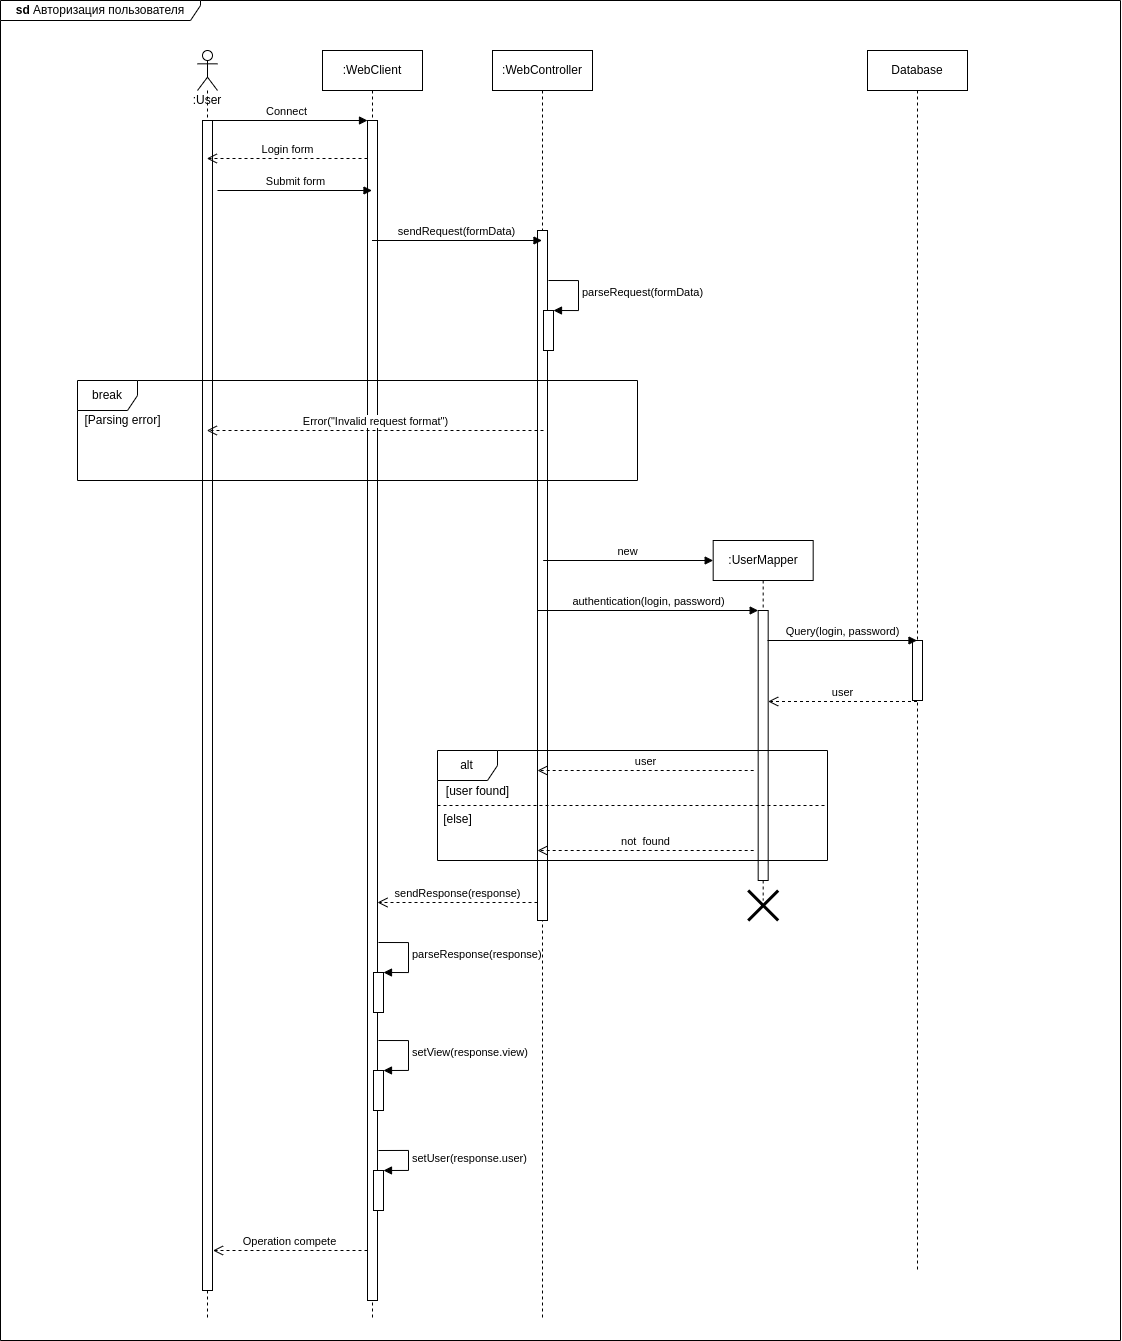 sd Авторизация пользователя
:User
:WebClient
:WebController
Database
Connect
Login form
Submit form
sendRequest(formData)
parseRequest(formData)
break
[Parsing error]
Error("Invalid request format")
new
:UserMapper
authentication(login, password)
Query(login, password)
user
alt
user
[user found]
[else]
not  found
sendResponse(response)
parseResponse(response)
setView(response.view)
setUser(response.user)
Operation compete